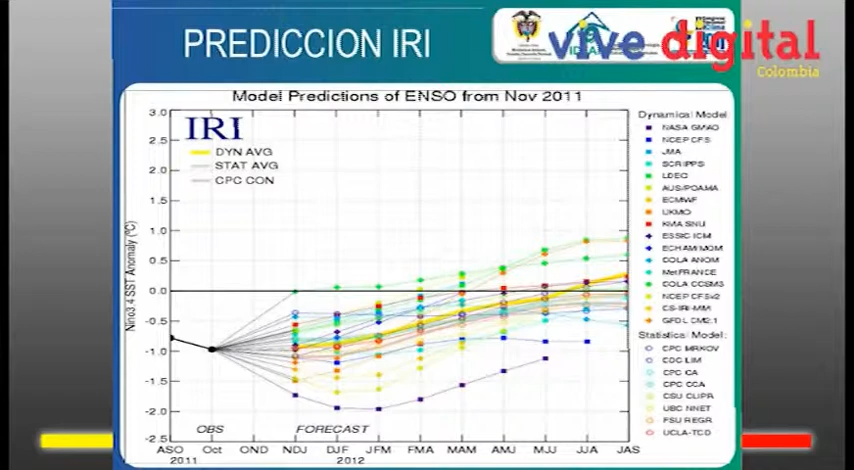 PREDICCION IRI
vive digital
Colombia
Model Predictions of ENSO from Nov 2011
IRI
DYN AVG
STAT AVG
CPC CON
Nino3.4 SST Anomaly (ºC)
3.0
2.5
2.0
1.5
1.0
0.5
0.0
-0.5
-1.0
-1.5
-2.0
-2.5
OBS
FORECAST
ASO
Oct
OND
NDJ
DJF
JFM
FMA
MAM
AMJ
MJJ
JJA
JAS
2011
2012
Dynamical Model:
NASA GMAO
NCEP CFS
JMA
SCRIPPS
LDEO
AUS/POAMA
ECMWF
UKMO
KMA SNU
ESSIC ICM
ECHAM/MOM
COLA ANOM
MetFRANCE
COLA CCSM3
NCEP CFSv2
CS-IRI-MM
GFDL CM2.1
Statistical Model:
CPC MRKOV
CDC LIM
CPC CA
CPC CCA
CSU CLIPR
UBC NNET
FSU REGR
UCLA-TCD